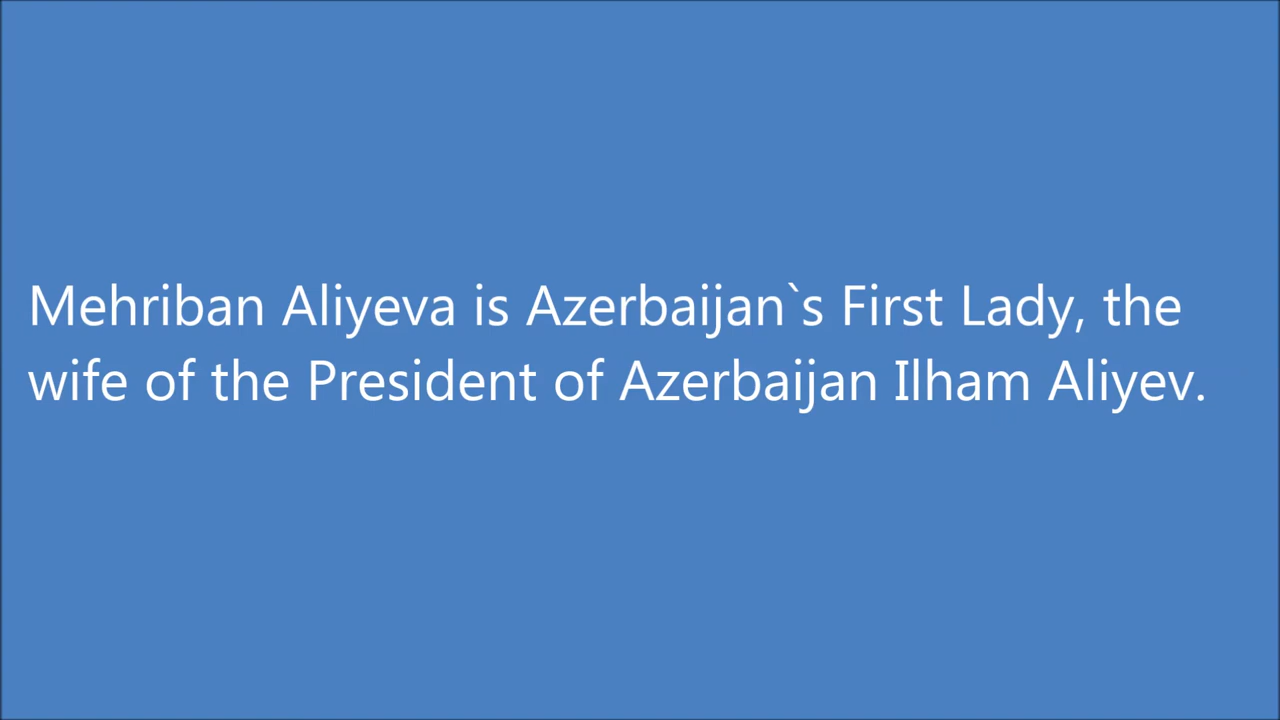 Mehriban Aliyeva is Azerbaijan`s First Lady, the
wife of the President of Azerbaijan Ilham Aliyev.